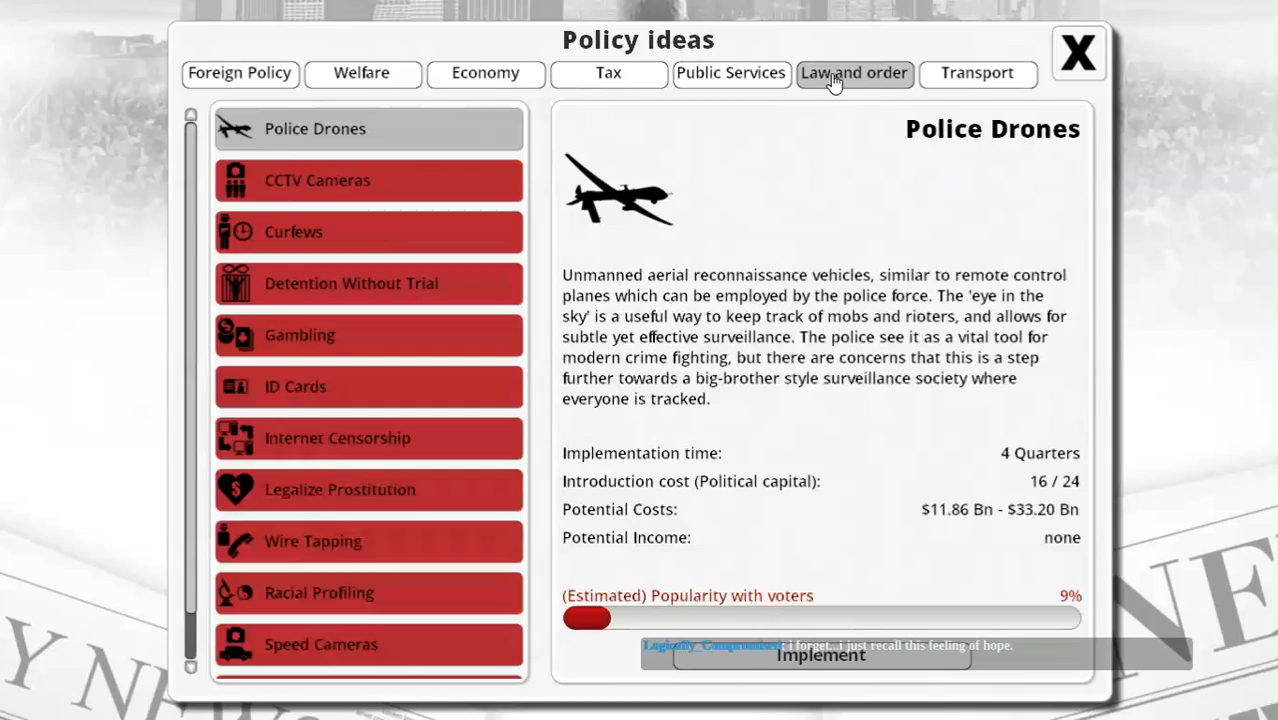 Policy ideas
X
Foreign Policy
Welfare
Economy
Tax
Public Services
Law and order
Transport
Police Drones
CCTV Cameras
Curfews
Detention Without Trial
Gambling
ID Cards
Internet Censorship
Legalize Prostitution
Wire Tapping
Racial Profiling
Speed Cameras
Police Drones
Unmanned aerial reconnaissance vehicles, similar to remote control
planes which can be employed by the police force. The 'eye in the
sky' is a useful way to keep track of mobs and rioters, and allows for
subtle yet effective surveillance. The police see it as a vital tool for
modern crime fighting, but there are concerns that this is a step
further towards a big-brother style surveillance society where
everyone is tracked.
Implementation time: 4 Quarters
Introduction cost (Political capital): 16 / 24
Potential Costs: $11.86 Bn - $33.20 Bn
Potential Income: none
(Estimated) Popularity with voters 9%
Logically_Compromised: i forget...i just recall this feeling of hope.
Implement
Y NEWS
NE